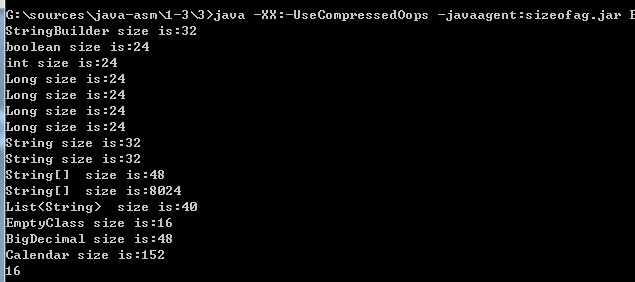 G:\sources\java-asm\1-3\3>java -XX:-UseCompressedOops -javaagent:sizeofag.jar
StringBuilder size is:32
boolean size is:24
int size is:24
Long size is:24
Long size is:24
Long size is:24
Long size is:24
String size is:32
String size is:32
String[]  size is:48
String[]  size is:8024
List<String>  size is:40
EmptyClass size is:16
BigDecimal size is:48
Calendar size is:152
16